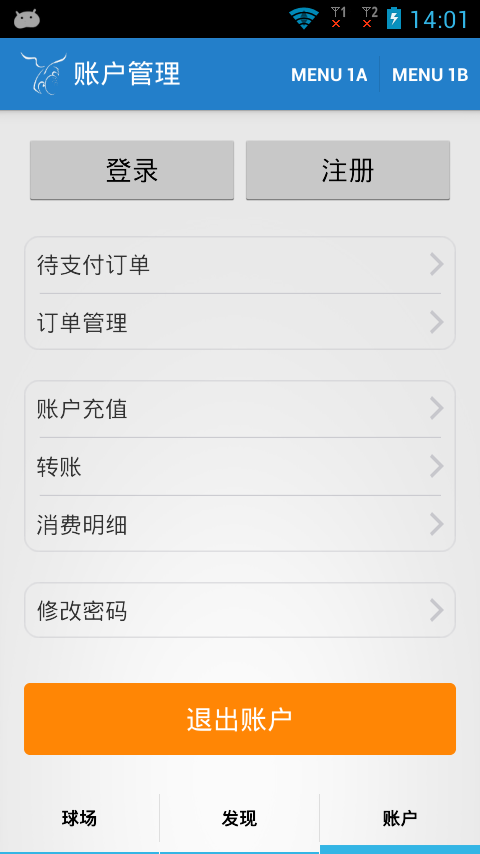 1 2 14:01
账户管理 MENU 1A MENU 1B
登录 注册
待支付订单
订单管理
账户充值
转账
消费明细
修改密码
退出账户
球场 发现 账户